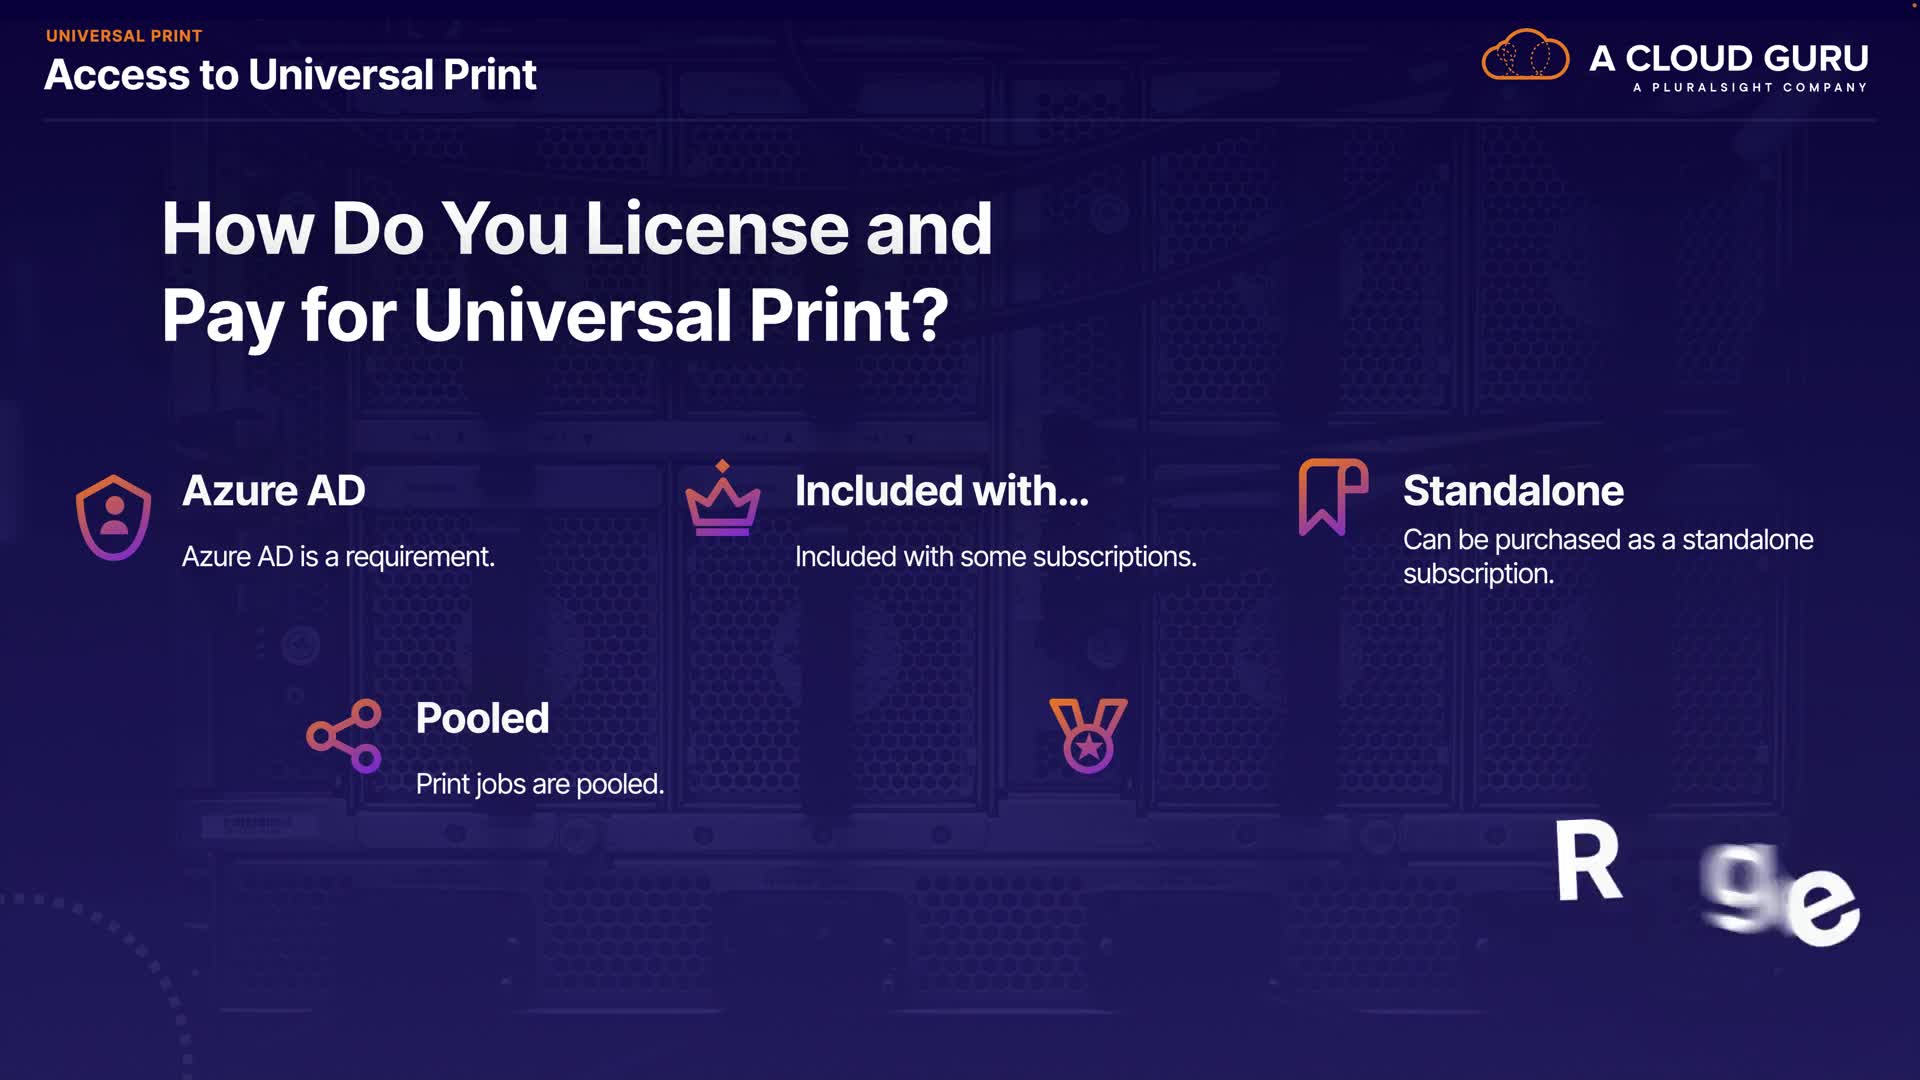 UNIVERSAL PRINT
Access to Universal Print
A CLOUD GURU
A PLURALSIGHT COMPANY
How Do You License and
Pay for Universal Print?
Azure AD
Azure AD is a requirement.
Included with...
Included with some subscriptions.
Standalone
Can be purchased as a standalone
subscription.
Pooled
Print jobs are pooled.
R ge